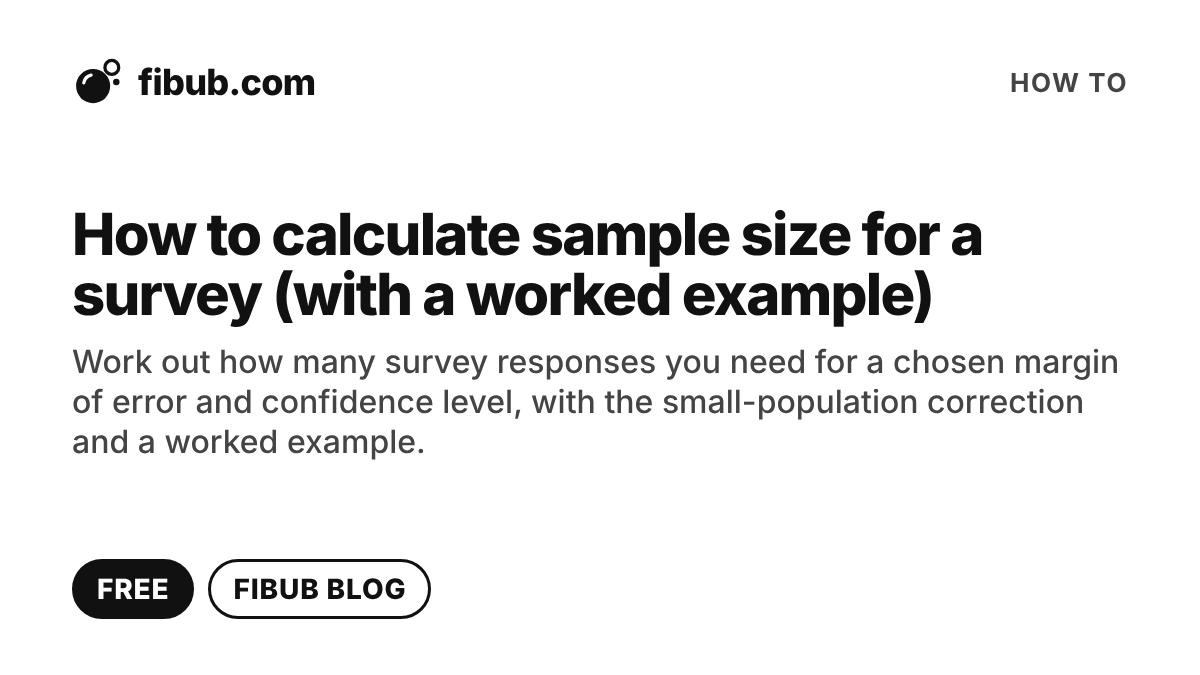 fibub.com
HOW TO
How to calculate sample size for a
survey (with a worked example)
Work out how many survey responses you need for a chosen margin
of error and confidence level, with the small-population correction
and a worked example.
FREE
FIBUB BLOG